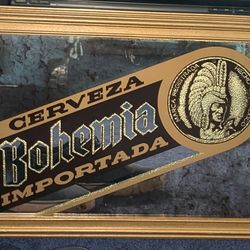 CERVEZA
Bohemia
IMPORTADA
MARCA REGISTRADA